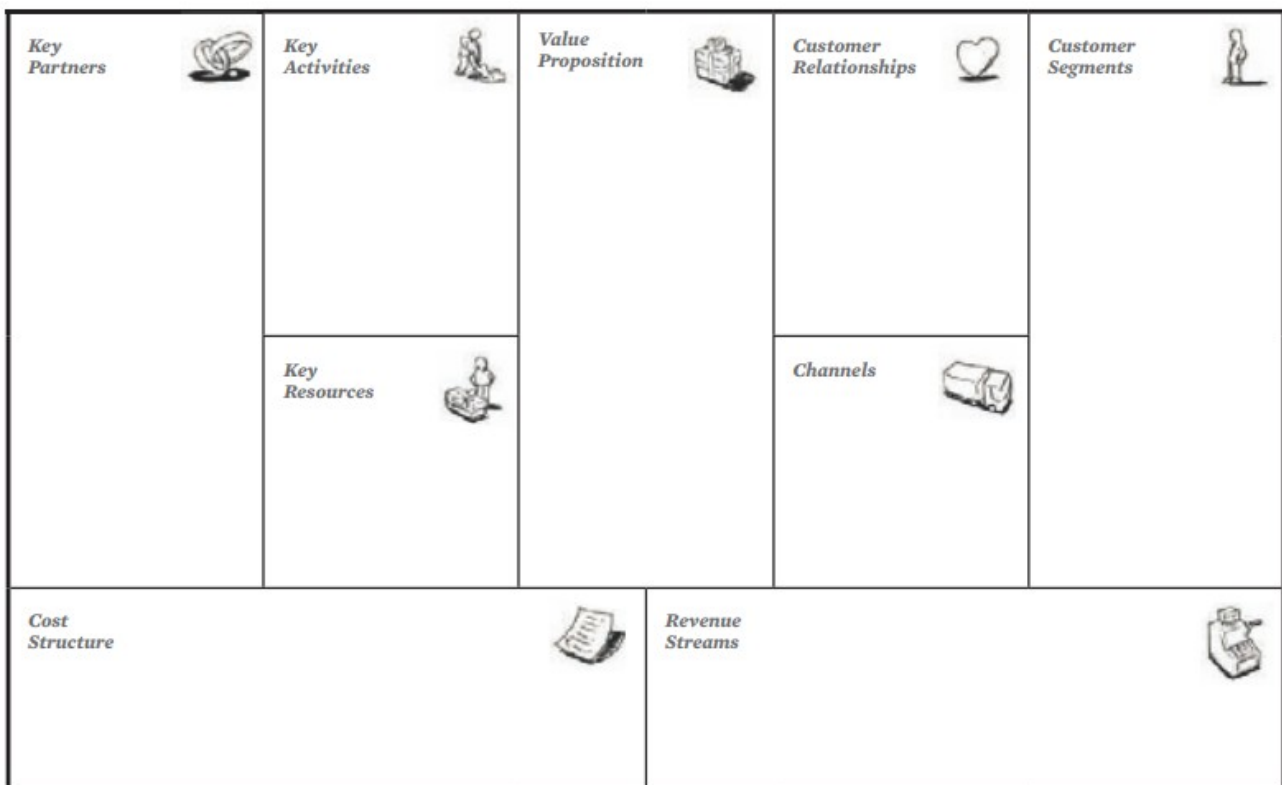 Key
Partners
Key
Activities
Value
Proposition
Customer
Relationships
Customer
Segments
Key
Resources
Channels
Cost
Structure
Revenue
Streams